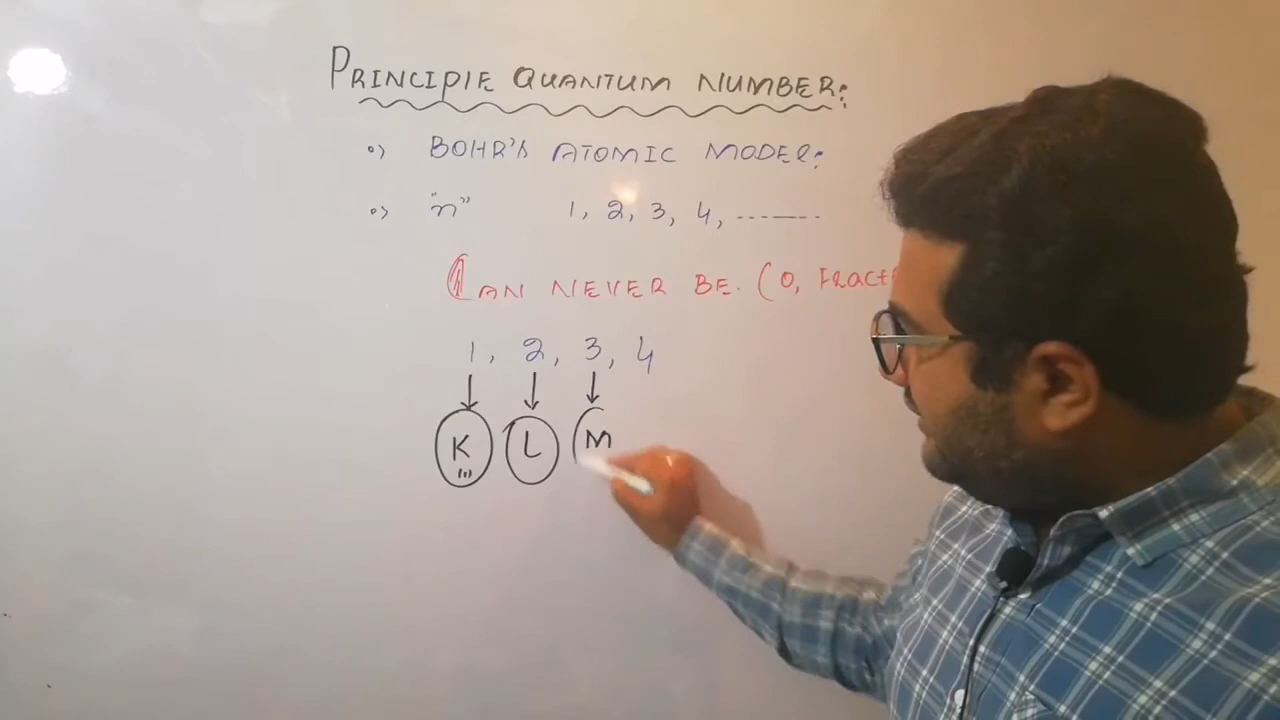 PRINCIPLE QUANTUM NUMBER:
•> BOHR'S ATOMIC MODEL:
•> "n" 1, 2, 3, 4, -------
CAN NEVER BE. (0, FRACT
1, 2, 3, 4
K L M
(1)